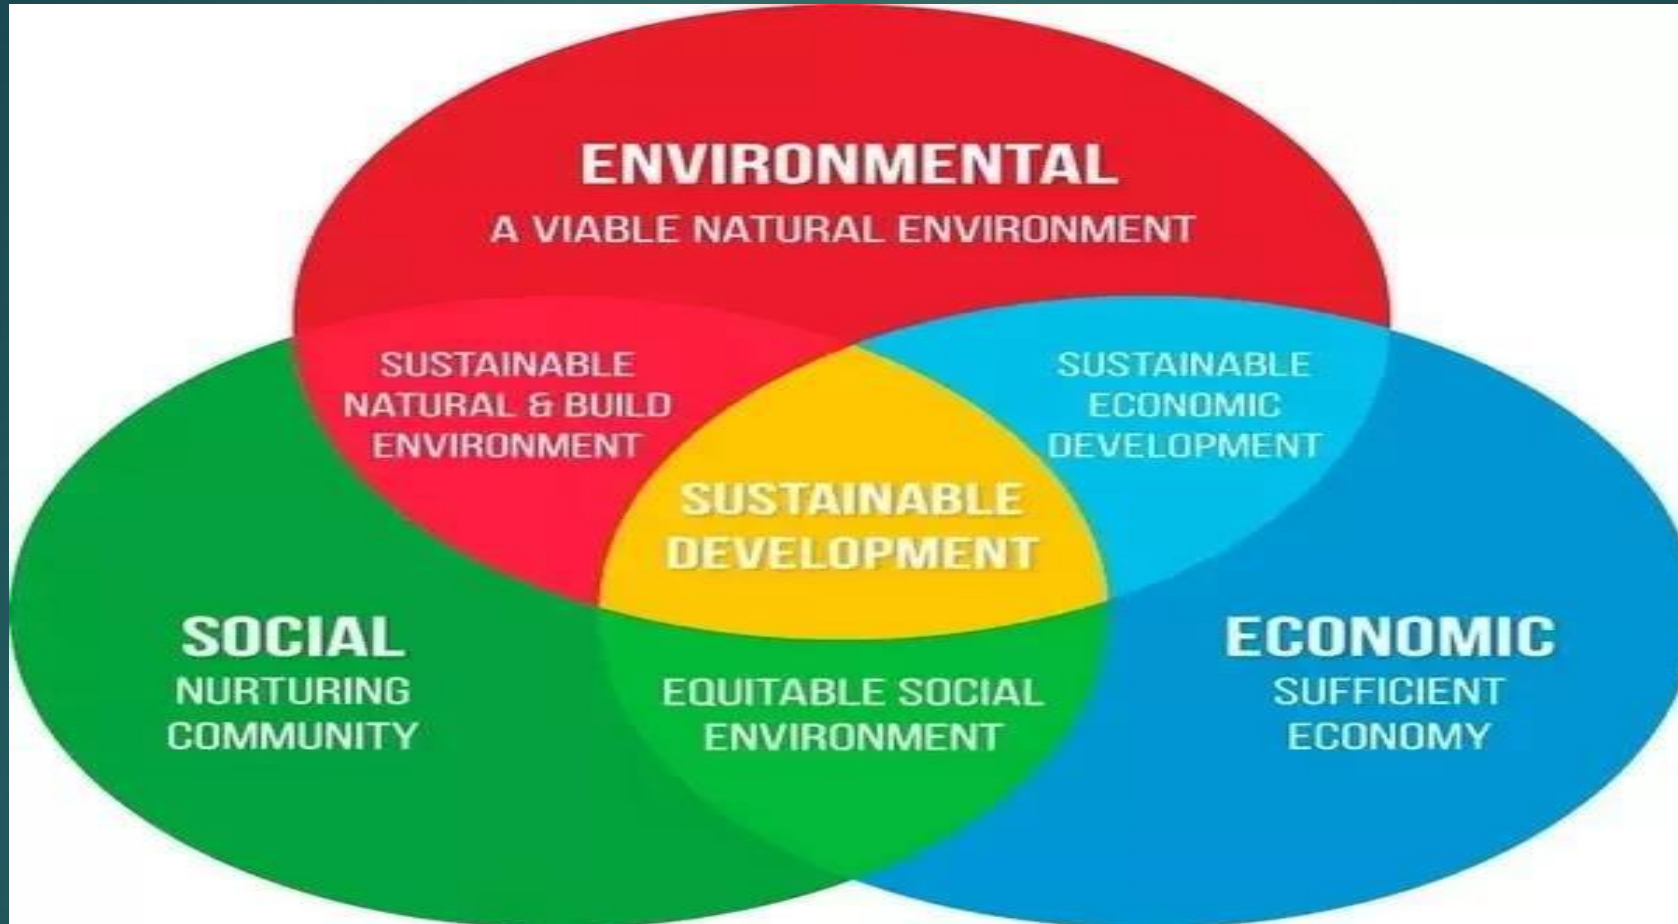 ENVIRONMENTAL
A VIABLE NATURAL ENVIRONMENT
SUSTAINABLE
NATURAL & BUILD
ENVIRONMENT
SUSTAINABLE
ECONOMIC
DEVELOPMENT
SUSTAINABLE
DEVELOPMENT
SOCIAL
NURTURING
COMMUNITY
EQUITABLE SOCIAL
ENVIRONMENT
ECONOMIC
SUFFICIENT
ECONOMY